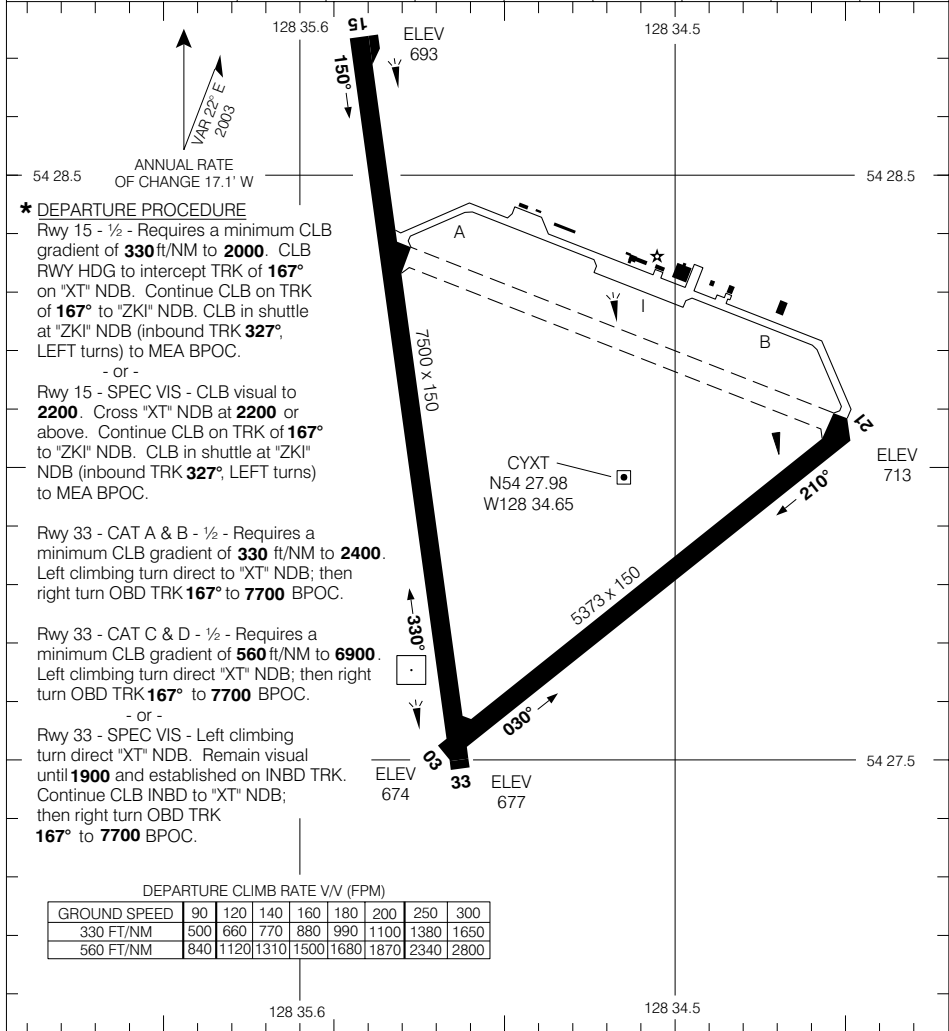 128 35.6
128 34.5
15
ELEV
693
150°
VAR 22° E
2003
ANNUAL RATE
OF CHANGE 17.1' W
54 28.5
54 28.5
* DEPARTURE PROCEDURE
Rwy 15 - ½ - Requires a minimum CLB
gradient of 330 ft/NM to 2000. CLB
RWY HDG to intercept TRK of 167°
on "XT" NDB. Continue CLB on TRK
of 167° to "ZKI" NDB. CLB in shuttle
at "ZKI" NDB (inbound TRK 327°,
LEFT turns) to MEA BPOC.
- or -
Rwy 15 - SPEC VIS - CLB visual to
2200. Cross "XT" NDB at 2200 or
above. Continue CLB on TRK of 167°
to "ZKI" NDB. CLB in shuttle at "ZKI"
NDB (inbound TRK 327°, LEFT turns)
to MEA BPOC.
Rwy 33 - CAT A & B - ½ - Requires a
minimum CLB gradient of 330 ft/NM to 2400.
Left climbing turn direct to "XT" NDB; then
right turn OBD TRK 167° to 7700 BPOC.
Rwy 33 - CAT C & D - ½ - Requires a
minimum CLB gradient of 560 ft/NM to 6900.
Left climbing turn direct "XT" NDB; then right
turn OBD TRK 167° to 7700 BPOC.
- or -
Rwy 33 - SPEC VIS - Left climbing
turn direct "XT" NDB. Remain visual
until 1900 and established on INBD TRK.
Continue CLB INBD to "XT" NDB;
then right turn OBD TRK
167° to 7700 BPOC.
A
I
B
7500 x 150
21
ELEV
713
210°
CYXT
N54 27.98
W128 34.65
5373 x 150
330°
030°
03
33
ELEV
674
ELEV
677
54 27.5
DEPARTURE CLIMB RATE V/V (FPM)
GROUND SPEED 90 120 140 160 180 200 250 300
330 FT/NM 500 660 770 880 990 1100 1380 1650
560 FT/NM 840 1120 1310 1500 1680 1870 2340 2800
128 35.6
128 34.5